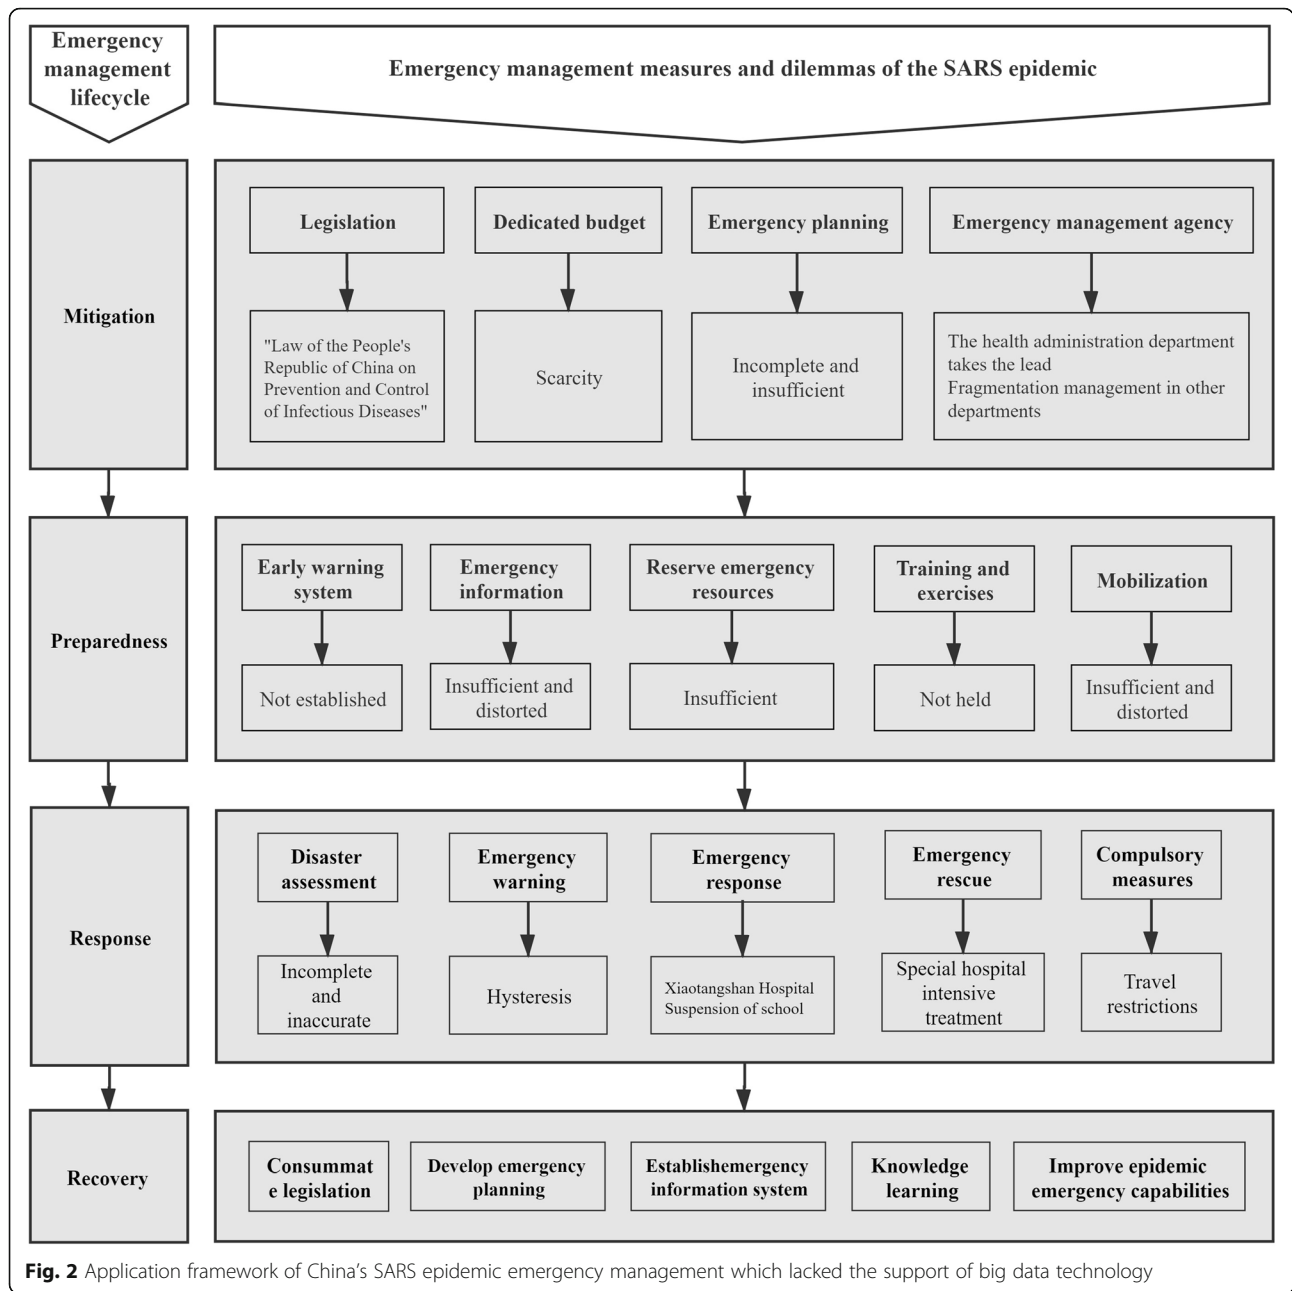 Emergency
management
lifecycle
Emergency management measures and dilemmas of the SARS epidemic
Mitigation
Legislation
Dedicated budget
Emergency planning
Emergency management agency
"Law of the People's
Republic of China on
Prevention and Control
of Infectious Diseases"
Scarcity
Incomplete and
insufficient
The health administration department
takes the lead
Fragmentation management in other
departments
Preparedness
Early warning
system
Emergency
information
Reserve emergency
resources
Training and
exercises
Mobilization
Not established
Insufficient and
distorted
Insufficient
Not held
Insufficient and
distorted
Response
Disaster
assessment
Emergency
warning
Emergency
response
Emergency
rescue
Compulsory
measures
Incomplete
and
inaccurate
Hysteresis
Xiaotangshan Hospital
Suspension of school
Special hospital
intensive
treatment
Travel
restrictions
Recovery
Consummat
e legislation
Develop emergency
planning
Establishemergency
information system
Knowledge
learning
Improve epidemic
emergency capabilities
Fig. 2 Application framework of China's SARS epidemic emergency management which lacked the support of big data technology